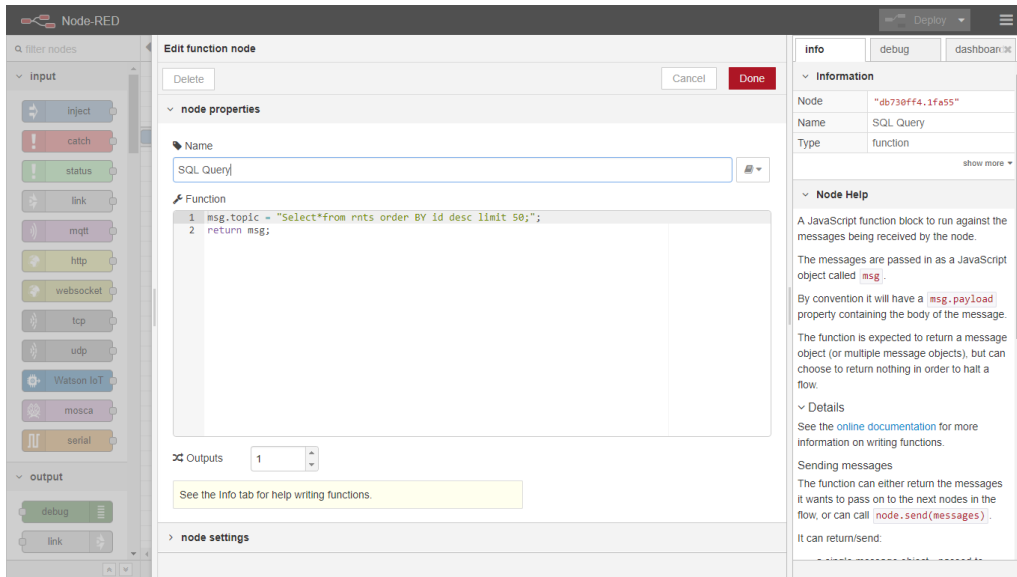 Node-RED
Deploy
filter nodes
input
inject
catch
status
link
mqtt
http
websocket
tcp
udp
Watson IoT
mosca
serial
output
debug
link
Edit function node
Delete
Cancel
Done
node properties
Name
SQL Query
Function
1 msg.topic = "Select*from rnts order BY id desc limit 50;";
2 return msg;
Outputs
1
See the Info tab for help writing functions.
node settings
info
debug
dashboard
Information
Node "db730ff4.1fa55"
Name SQL Query
Type function
show more
Node Help
A JavaScript function block to run against the
messages being received by the node.
The messages are passed in as a JavaScript
object called msg.
By convention it will have a msg.payload
property containing the body of the message.
The function is expected to return a message
object (or multiple message objects), but can
choose to return nothing in order to halt a
flow.
Details
See the online documentation for more
information on writing functions.
Sending messages
The function can either return the messages
it wants to pass on to the next nodes in the
flow, or can call node.send(messages).
It can return/send: